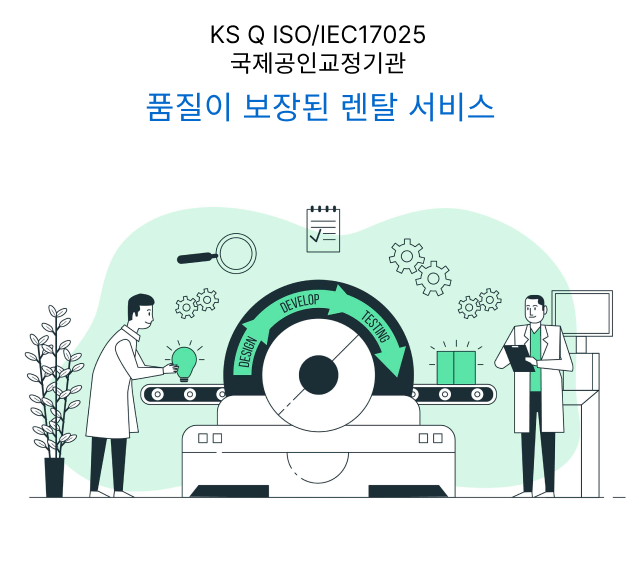 KS Q ISO/IEC17025
국제공인교정기관
품질이 보장된 렌탈 서비스
DESIGN
DEVELOP
TESTING